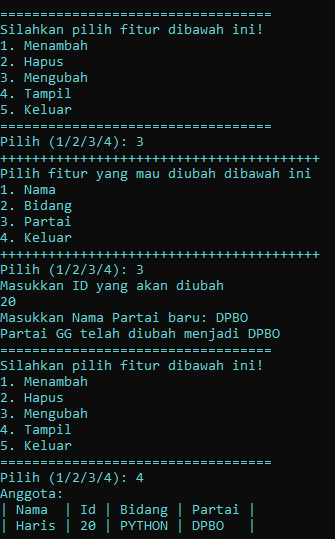 ==================================
Silahkan pilih fitur dibawah ini!
1. Menambah
2. Hapus
3. Mengubah
4. Tampil
5. Keluar
==================================
Pilih (1/2/3/4): 3
++++++++++++++++++++++++++++++++++++++++
Pilih fitur yang mau diubah dibawah ini
1. Nama
2. Bidang
3. Partai
4. Keluar
++++++++++++++++++++++++++++++++++++++++
Pilih (1/2/3/4): 3
Masukkan ID yang akan diubah
20
Masukkan Nama Partai baru: DPBO
Partai GG telah diubah menjadi DPBO
==================================
Silahkan pilih fitur dibawah ini!
1. Menambah
2. Hapus
3. Mengubah
4. Tampil
5. Keluar
==================================
Pilih (1/2/3/4): 4
Anggota:
| Nama  | Id | Bidang | Partai |
| Haris | 20 | PYTHON | DPBO   |